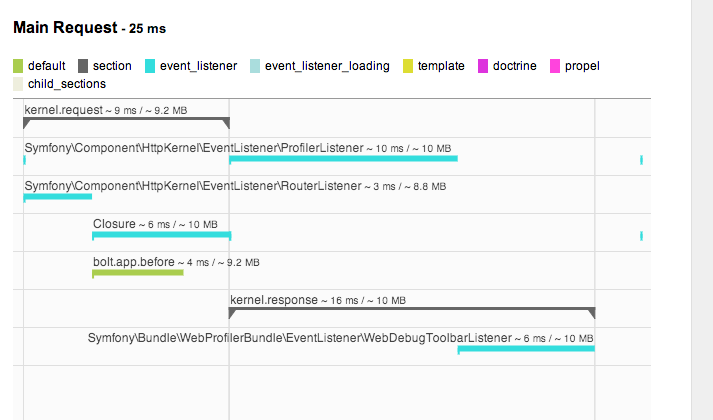 Main Request - 25 ms
default section event_listener event_listener_loading template doctrine propel
child_sections
kernel.request ~ 9 ms / ~ 9.2 MB
Symfony\Component\HttpKernel\EventListener\ProfilerListener ~ 10 ms / ~ 10 MB
Symfony\Component\HttpKernel\EventListener\RouterListener ~ 3 ms / ~ 8.8 MB
Closure ~ 6 ms / ~ 10 MB
bolt.app.before ~ 4 ms / ~ 9.2 MB
kernel.response ~ 16 ms / ~ 10 MB
Symfony\Bundle\WebProfilerBundle\EventListener\WebDebugToolbarListener ~ 6 ms / ~ 10 MB